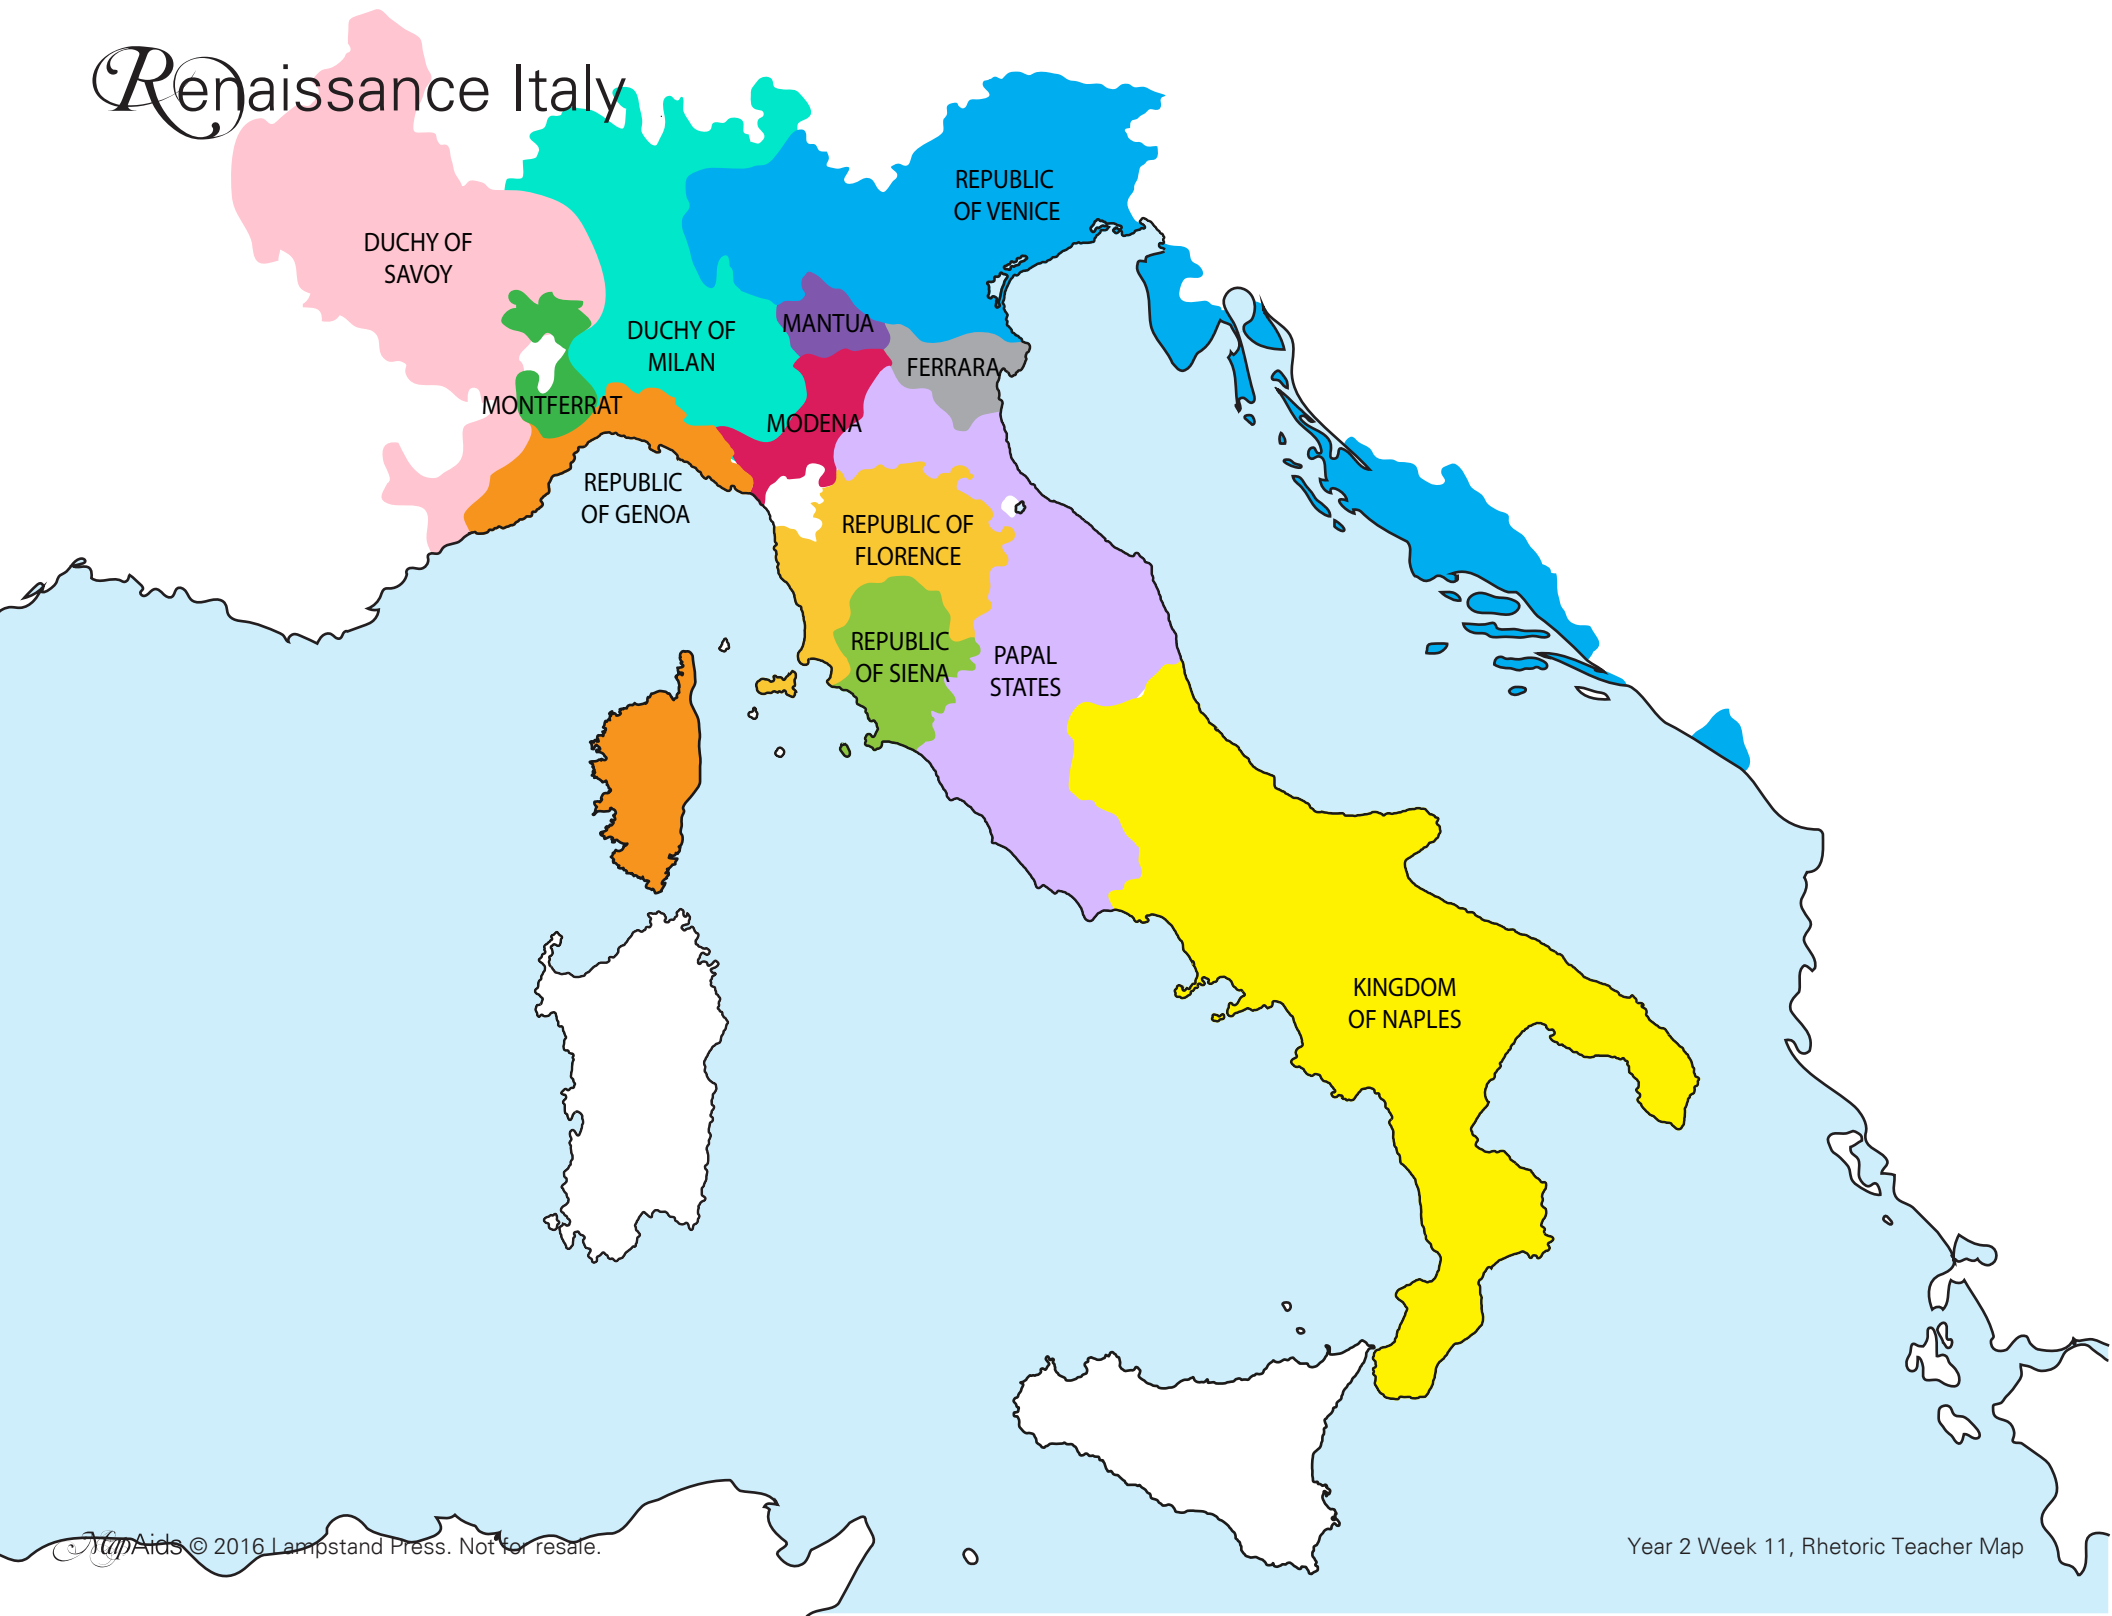 Renaissance Italy
REPUBLIC
OF VENICE
DUCHY OF
SAVOY
DUCHY OF
MILAN
MANTUA
FERRARA
MONTFERRAT
MODENA
REPUBLIC
OF GENOA
REPUBLIC OF
FLORENCE
REPUBLIC
OF SIENA
PAPAL
STATES
KINGDOM
OF NAPLES
MapAids © 2016 Lampstand Press. Not for resale.
Year 2 Week 11, Rhetoric Teacher Map